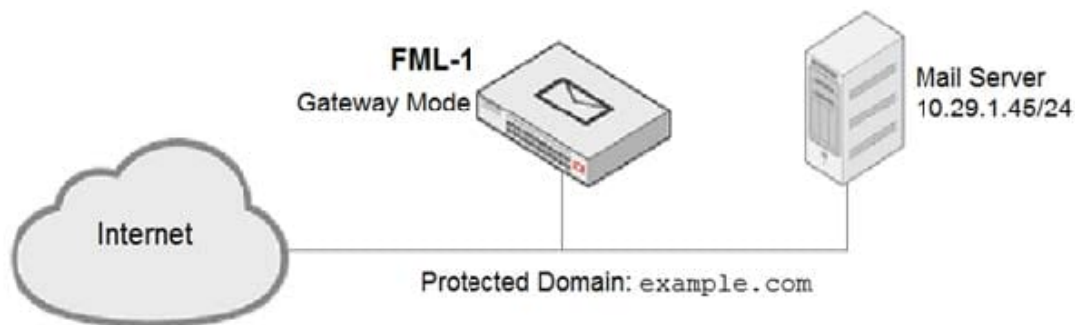 FML-1
Gateway Mode
Mail Server
10.29.1.45/24
Internet
Protected Domain: example.com